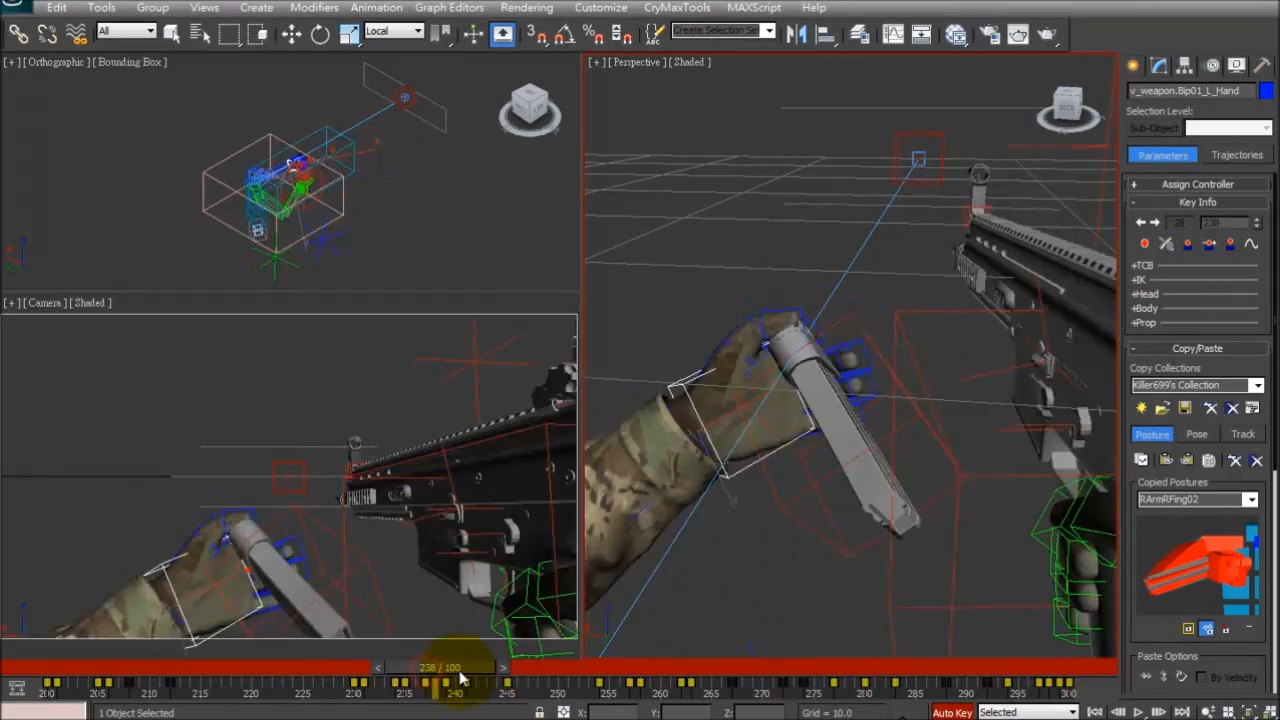 Edit Tools Group Views Create Modifiers Animation Graph Editors Rendering Customize CryMaxTools MAXScript Help
All Local Create Selection Se
[ + ] [ Orthographic ] [ Bounding Box ]
[ + ] [ Perspective ] [ Shaded ]
v_weapon.Bip01_L_Hand
Selection Level:
Sub-Object
Parameters Trajectories
+ Assign Controller
- Key Info
28 238
+TCB
+IK
+Head
+Body
+Prop
[ + ] [ Camera ] [ Shaded ]
- Copy/Paste
Copy Collections
Killer699's Collection
Posture Pose Track
Copied Postures
RArmRFing02
- Paste Options
By Velocity
< 238 / 100 >
200 205 210 215 220 225 230 235 240 245 250 255 260 265 270 275 280 285 290 295 300
1 Object Selected X: Y: Z: Grid = 10.0 Auto Key Selected